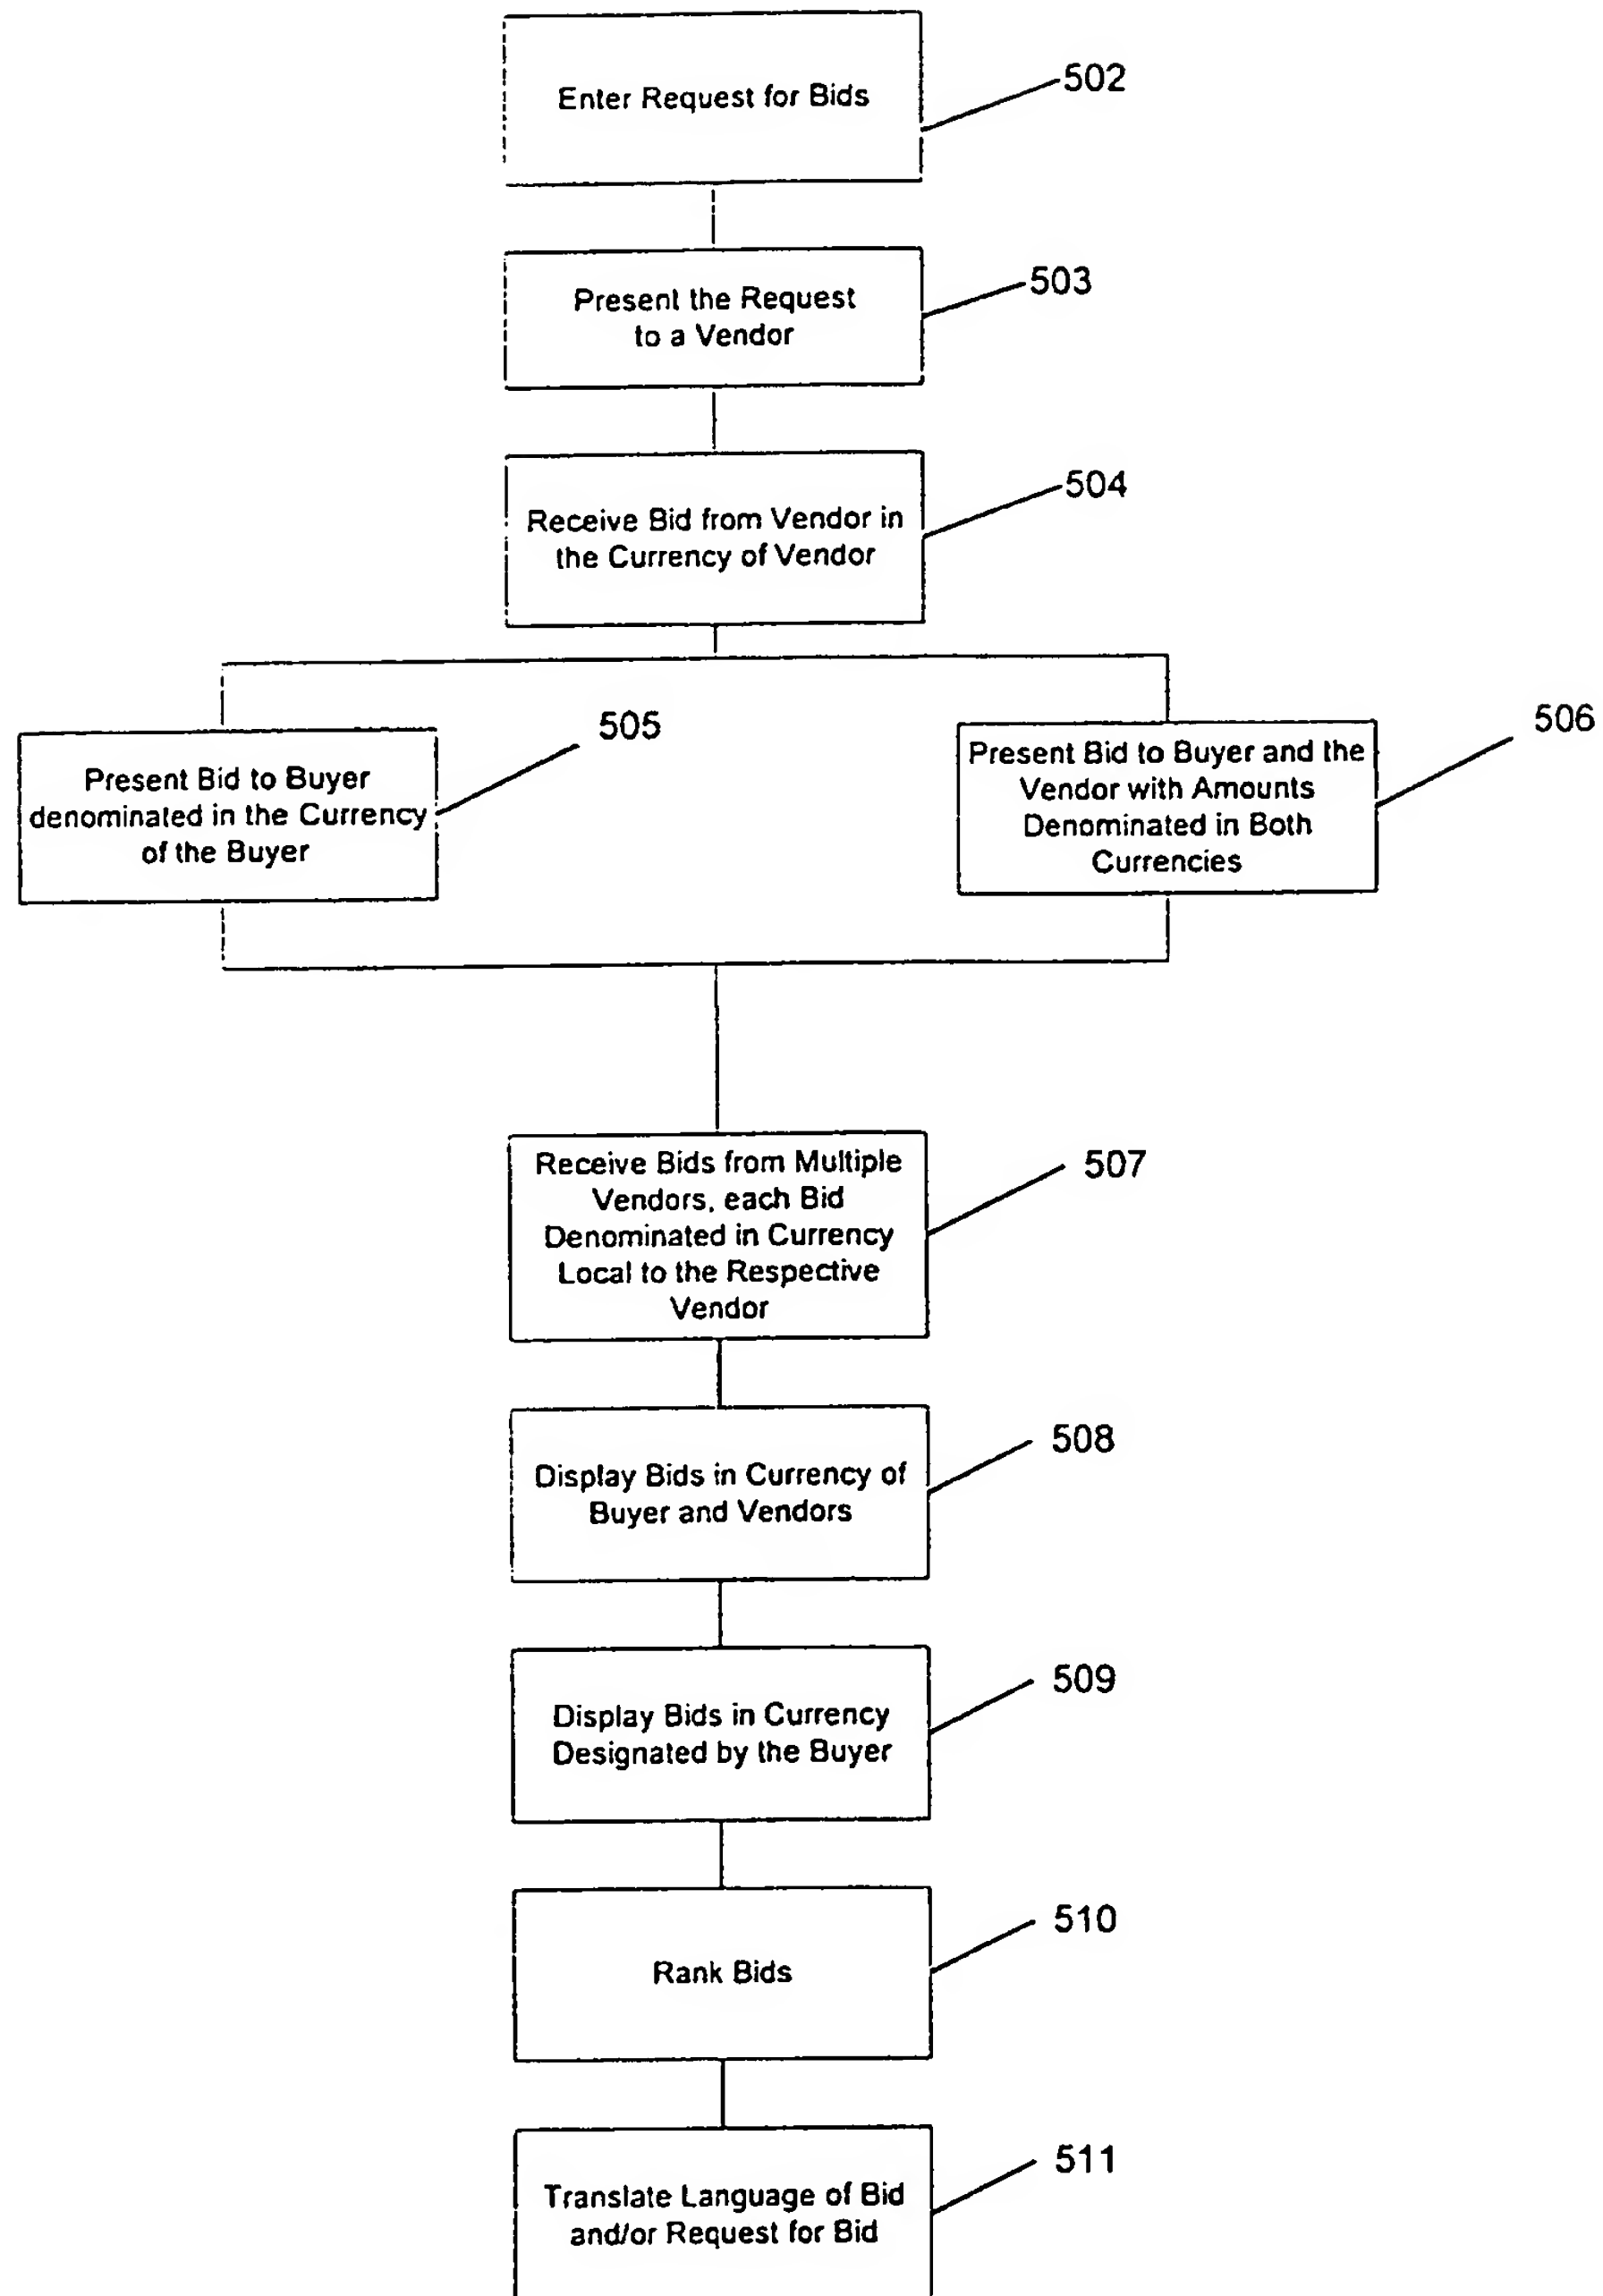 Enter Request for Bids
502
Present the Request
to a Vendor
503
Receive Bid from Vendor in
the Currency of Vendor
504
Present Bid to Buyer
denominated in the Currency
of the Buyer
505
Present Bid to Buyer and the
Vendor with Amounts
Denominated in Both
Currencies
506
Receive Bids from Multiple
Vendors, each Bid
Denominated in Currency
Local to the Respective
Vendor
507
Display Bids in Currency of
Buyer and Vendors
508
Display Bids in Currency
Designated by the Buyer
509
Rank Bids
510
Translate Language of Bid
and/or Request for Bid
511